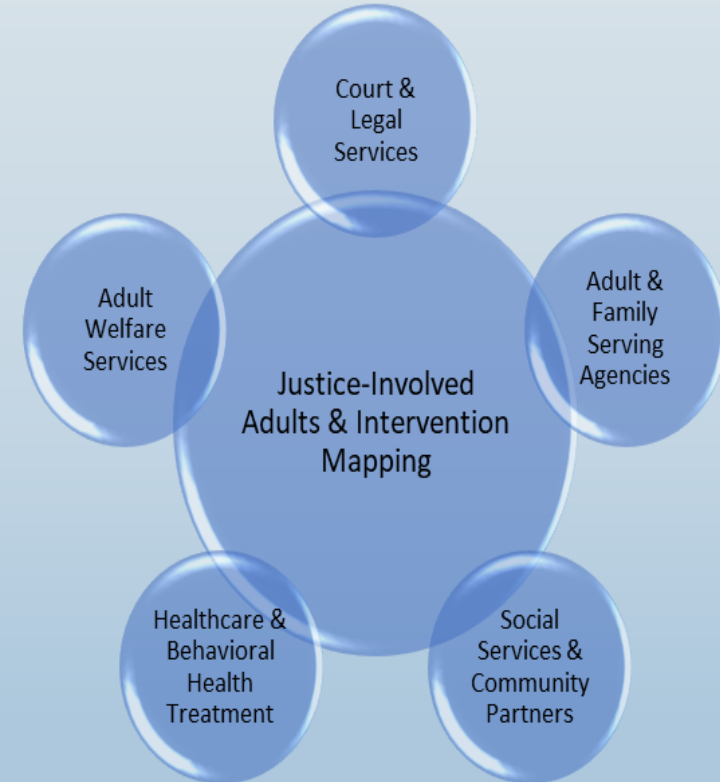 Court &
Legal
Services
Adult
Welfare
Services
Adult &
Family
Serving
Agencies
Justice-Involved
Adults & Intervention
Mapping
Healthcare &
Behavioral
Health
Treatment
Social
Services &
Community
Partners